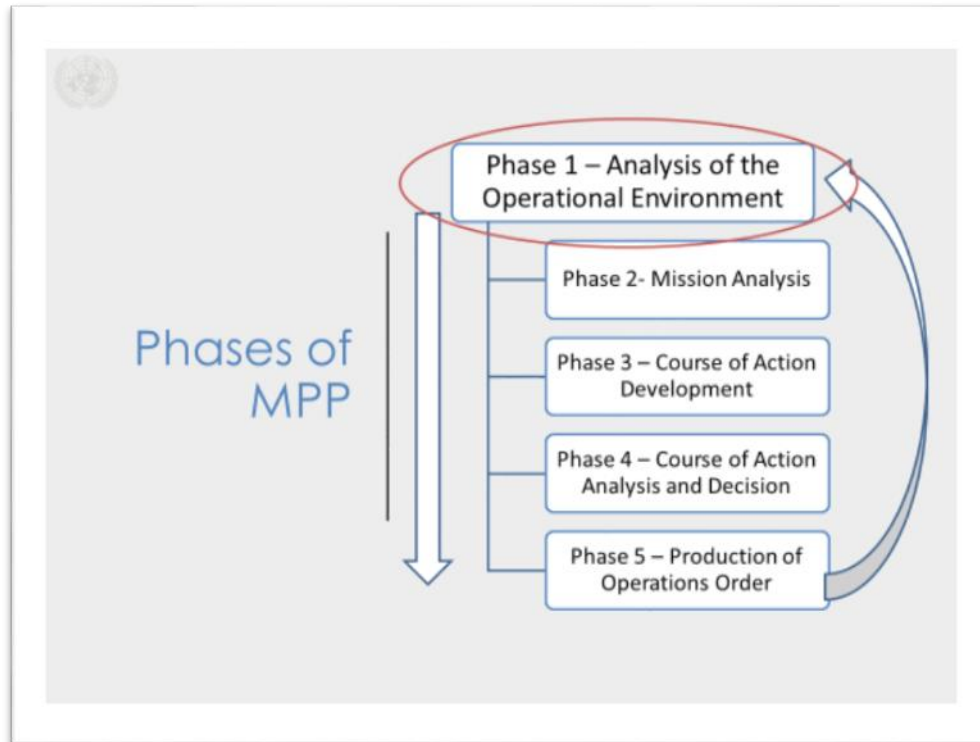 Phases of
MPP
Phase 1 – Analysis of the
Operational Environment
Phase 2- Mission Analysis
Phase 3 – Course of Action
Development
Phase 4 – Course of Action
Analysis and Decision
Phase 5 – Production of
Operations Order